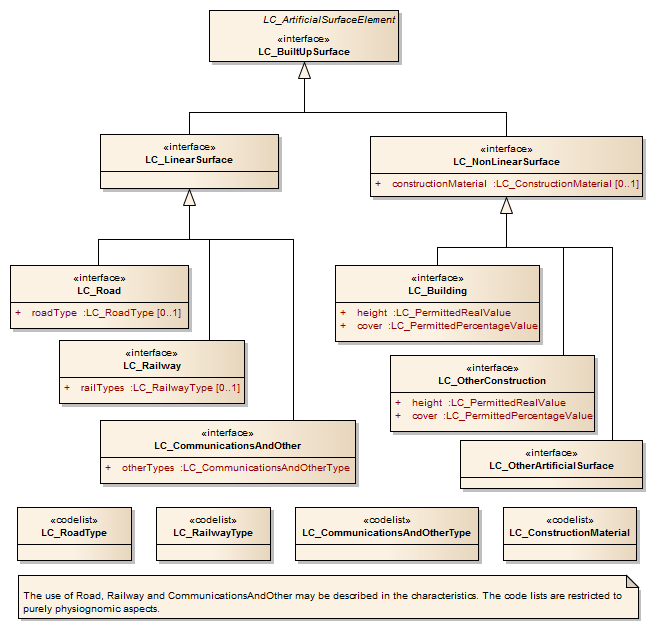 LC_ArtificialSurfaceElement
«interface»
LC_BuiltUpSurface
«interface»
LC_LinearSurface
«interface»
LC_NonLinearSurface
+ constructionMaterial :LC_ConstructionMaterial [0..1]
«interface»
LC_Road
+ roadType :LC_RoadType [0..1]
«interface»
LC_Building
+ height :LC_PermittedRealValue
+ cover :LC_PermittedPercentageValue
«interface»
LC_Railway
+ railTypes :LC_RailwayType [0..1]
«interface»
LC_OtherConstruction
+ height :LC_PermittedRealValue
+ cover :LC_PermittedPercentageValue
«interface»
LC_CommunicationsAndOther
+ otherTypes :LC_CommunicationsAndOtherType
«interface»
LC_OtherArtificialSurface
«codelist»
LC_RoadType
«codelist»
LC_RailwayType
«codelist»
LC_CommunicationsAndOtherType
«codelist»
LC_ConstructionMaterial
The use of Road, Railway and CommunicationsAndOther may be described in the characteristics. The code lists are restricted to
purely physiognomic aspects.